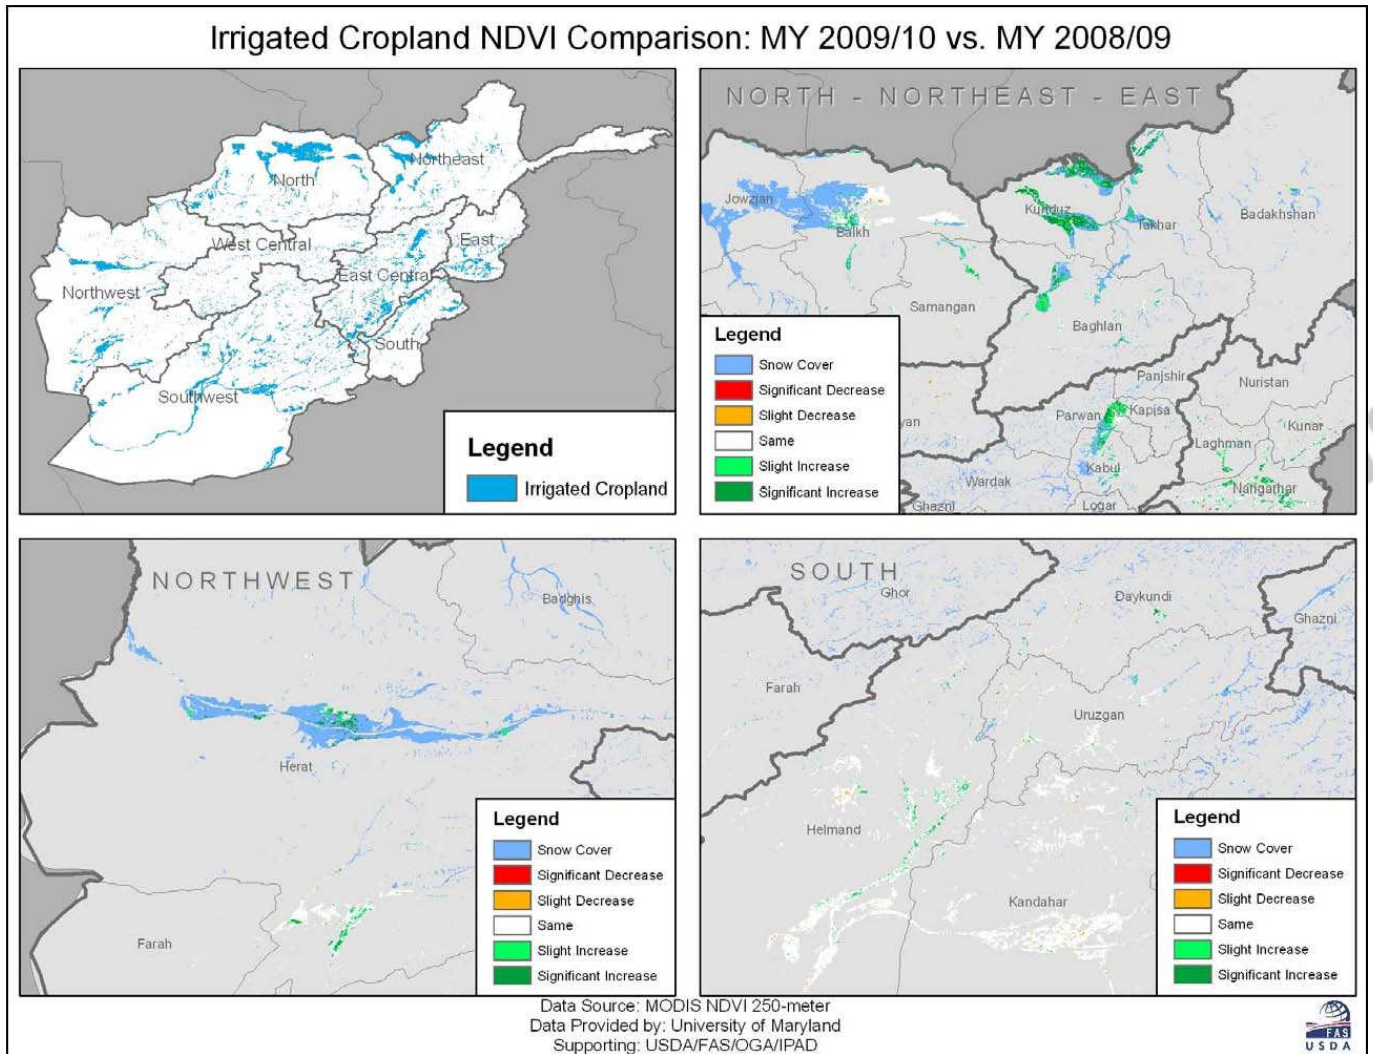 Irrigated Cropland NDVI Comparison: MY 2009/10 vs. MY 2008/09
North
Northeast
West Central
East
East Central
Northwest
South
Southwest
Legend
Irrigated Cropland
NORTH - NORTHEAST - EAST
Jowzjan
Balkh
Kunduz
Takhar
Badakhshan
Samangan
Baghlan
Panjshir
Nuristan
Parwan
Kapisa
Kunar
yan
Laghman
Kabul
Wardak
Nangarhar
Ghazni
Logar
Legend
Snow Cover
Significant Decrease
Slight Decrease
Same
Slight Increase
Significant Increase
NORTHWEST
Badghis
Herat
Farah
Legend
Snow Cover
Significant Decrease
Slight Decrease
Same
Slight Increase
Significant Increase
SOUTH
Ghor
Daykundi
Ghazni
Farah
Uruzgan
Helmand
Kandahar
Legend
Snow Cover
Significant Decrease
Slight Decrease
Same
Slight Increase
Significant Increase
Data Source: MODIS NDVI 250-meter
Data Provided by: University of Maryland
Supporting: USDA/FAS/OGA/IPAD
FAS
USDA